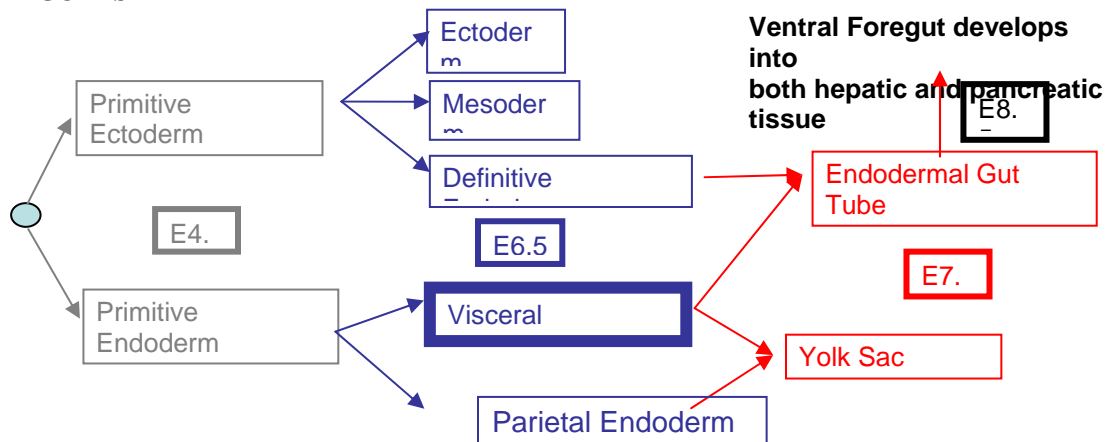 Ectoder
m
Ventral Foregut develops
into
both hepatic and pancreatic
tissue
E8.
Primitive
Ectoderm
Mesoder
m
Definitive
Endodermal Gut
Tube
E4.
E6.5
E7.
Primitive
Endoderm
Visceral
Yolk Sac
Parietal Endoderm